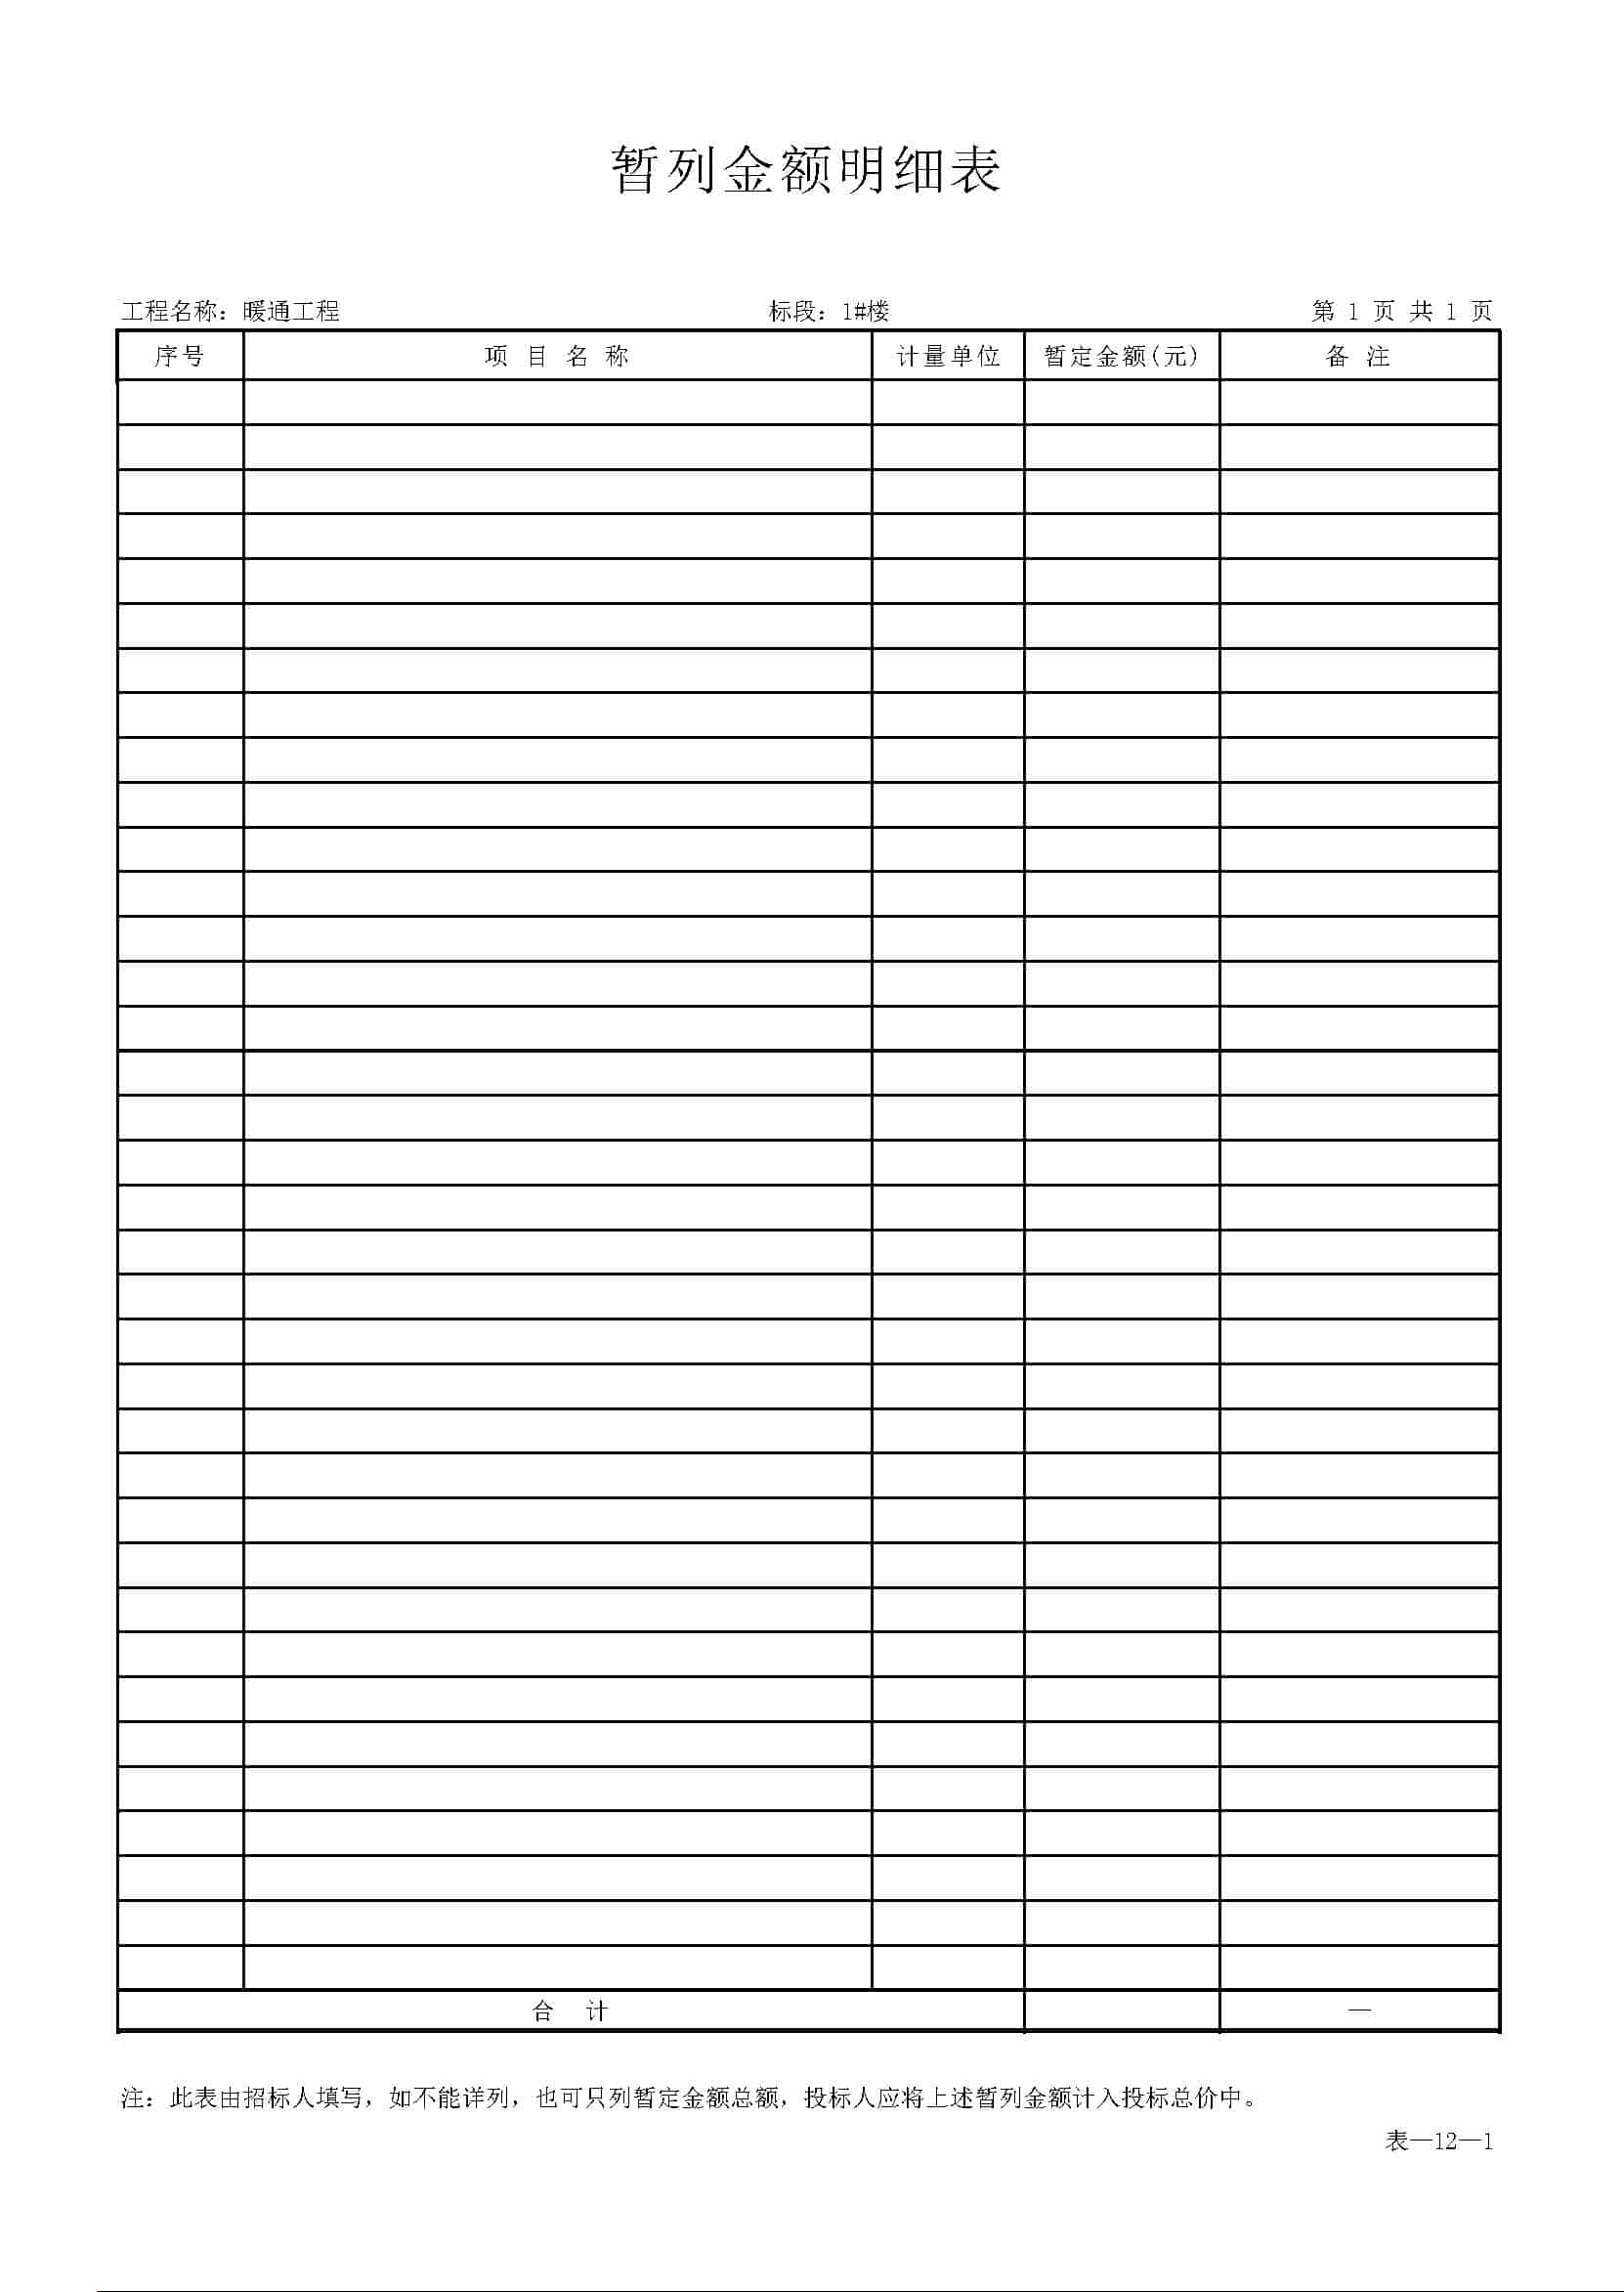 暂列金额明细表
工程名称：暖通工程 标段：1#楼 第 1 页 共 1 页
序号 项 目 名 称 计量单位 暂定金额(元) 备 注
合 计 —
注：此表由招标人填写，如不能详列，也可只列暂定金额总额，投标人应将上述暂列金额计入投标总价中。
表—12—1